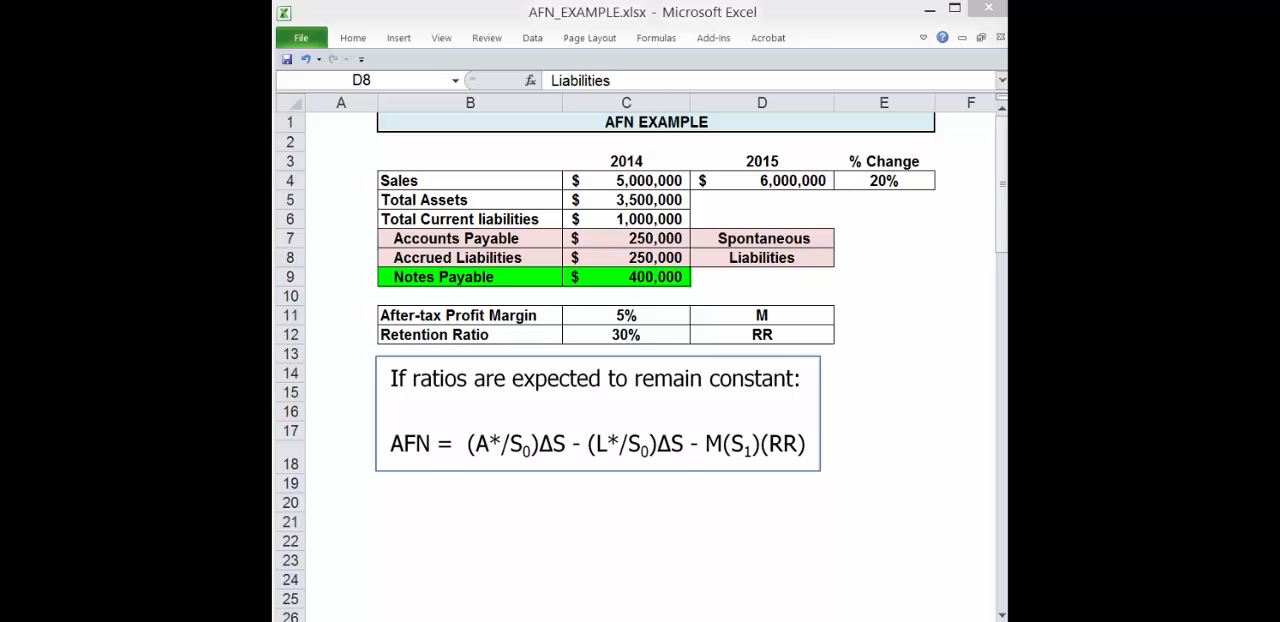 AFN_EXAMPLE.xlsx - Microsoft Excel
File Home Insert View Review Data Page Layout Formulas Add-Ins Acrobat
D8 fx Liabilities
A B C D E F
1 AFN EXAMPLE
2
3 2014 2015 % Change
4 Sales $ 5,000,000 $ 6,000,000 20%
5 Total Assets $ 3,500,000
6 Total Current liabilities $ 1,000,000
7 Accounts Payable $ 250,000 Spontaneous
8 Accrued Liabilities $ 250,000 Liabilities
9 Notes Payable $ 400,000
10
11 After-tax Profit Margin 5% M
12 Retention Ratio 30% RR
13
14 If ratios are expected to remain constant:
15
16
17 AFN = (A*/S₀)ΔS - (L*/S₀)ΔS - M(S₁)(RR)
18
19
20
21
22
23
24
25
26